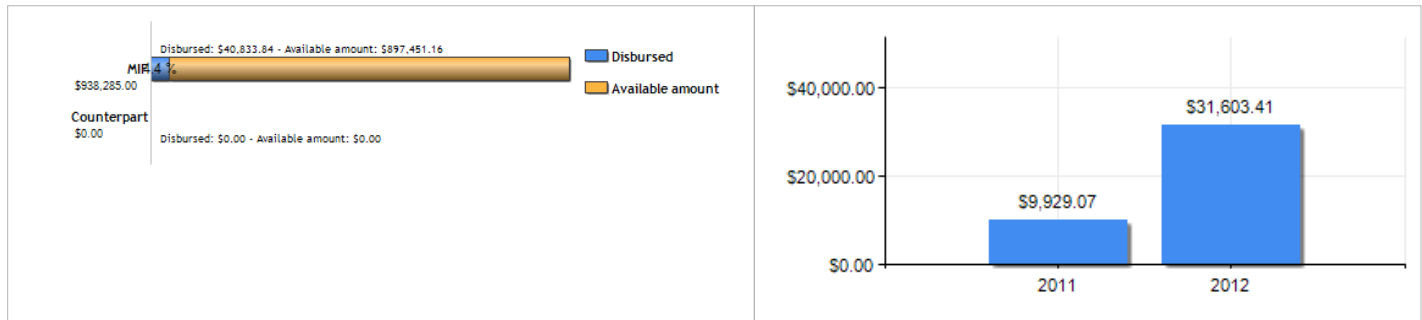 Disbursed: $40,833.84 - Available amount: $897,451.16
MIF 4.4 %
$938,285.00
Counterpart
$0.00
Disbursed: $0.00 - Available amount: $0.00
Disbursed
Available amount
$40,000.00
$20,000.00
$0.00
$9,929.07
$31,603.41
2011
2012